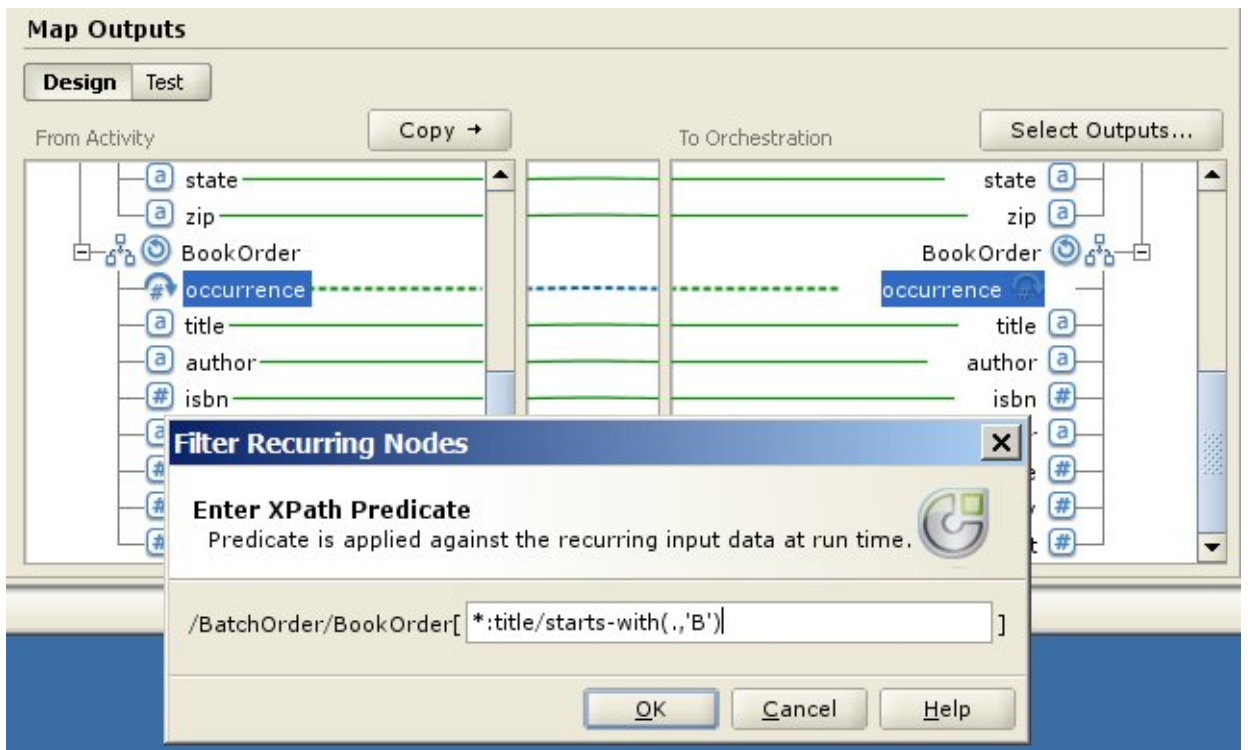 Map Outputs
Design Test
From Activity Copy → To Orchestration Select Outputs...
a state state a
a zip zip a
BookOrder BookOrder
# occurrence occurrence #
a title title a
a author author a
# isbn isbn #
a r a
# e #
# y #
# t #
Filter Recurring Nodes
Enter XPath Predicate
Predicate is applied against the recurring input data at run time.
/BatchOrder/BookOrder[ *:title/starts-with(.,'B') ]
OK Cancel Help